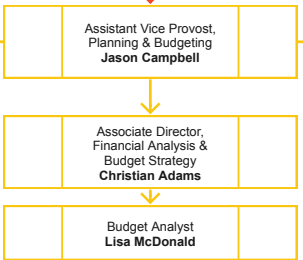 Assistant Vice Provost,
Planning & Budgeting
Jason Campbell
Associate Director,
Financial Analysis &
Budget Strategy
Christian Adams
Budget Analyst
Lisa McDonald